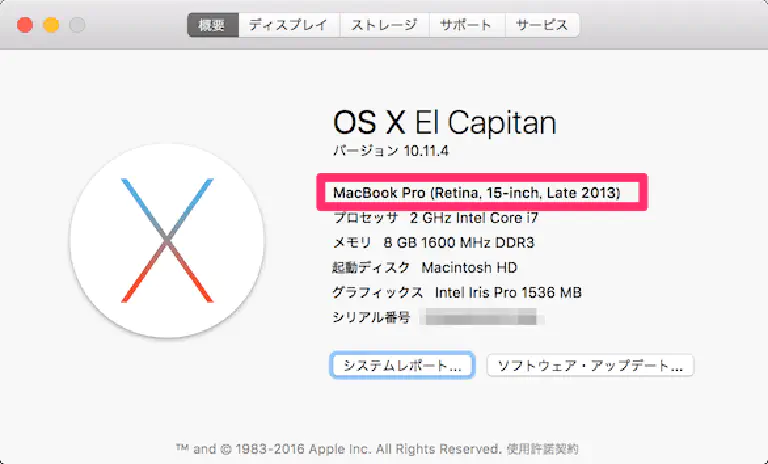 概要 ディスプレイ ストレージ サポート サービス
OS X El Capitan
バージョン 10.11.4
MacBook Pro (Retina, 15-inch, Late 2013)
プロセッサ 2 GHz Intel Core i7
メモリ 8 GB 1600 MHz DDR3
起動ディスク Macintosh HD
グラフィックス Intel Iris Pro 1536 MB
シリアル番号
システムレポート... ソフトウェア・アップデート...
™ and © 1983-2016 Apple Inc. All Rights Reserved. 使用許諾契約